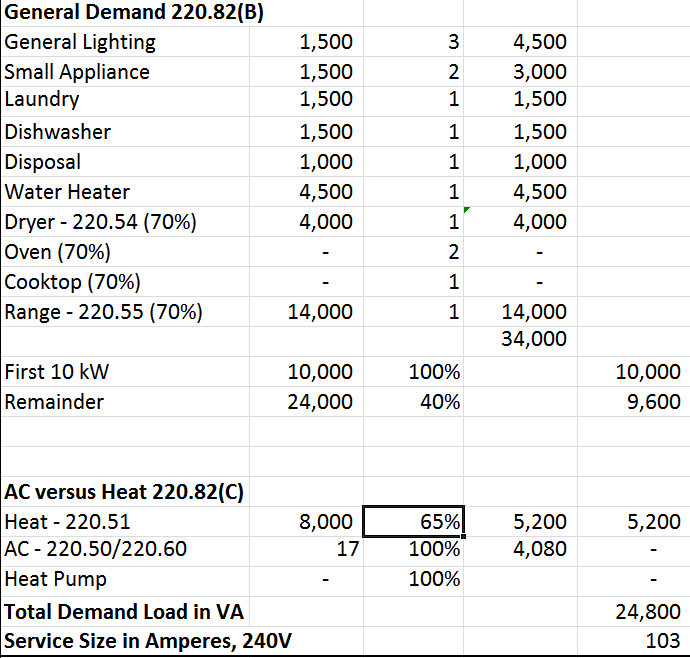 General Demand 220.82(B)
General Lighting 1,500 3 4,500
Small Appliance 1,500 2 3,000
Laundry 1,500 1 1,500
Dishwasher 1,500 1 1,500
Disposal 1,000 1 1,000
Water Heater 4,500 1 4,500
Dryer - 220.54 (70%) 4,000 1 4,000
Oven (70%) - 2 -
Cooktop (70%) - 1 -
Range - 220.55 (70%) 14,000 1 14,000
34,000
First 10 kW 10,000 100% 10,000
Remainder 24,000 40% 9,600
AC versus Heat 220.82(C)
Heat - 220.51 8,000 65% 5,200 5,200
AC - 220.50/220.60 17 100% 4,080 -
Heat Pump - 100% -
Total Demand Load in VA 24,800
Service Size in Amperes, 240V 103